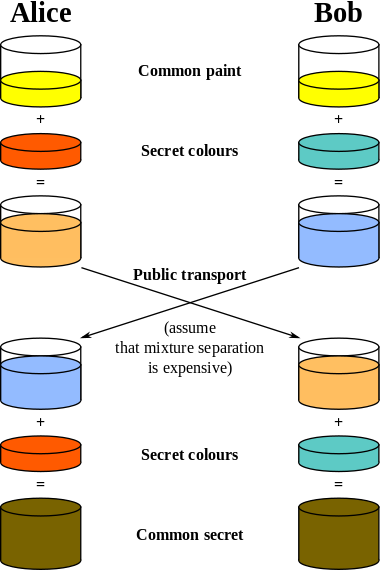 Alice Bob
Common paint
+ +
Secret colours
= =
Public transport
(assume
that mixture separation
is expensive)
+ +
Secret colours
= =
Common secret